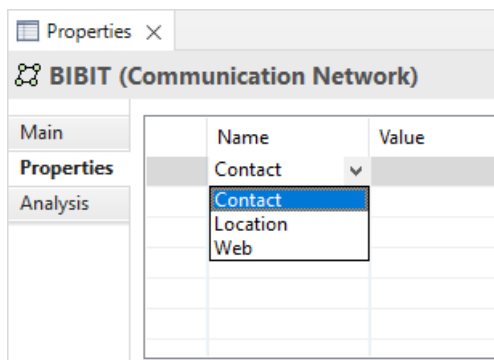 Properties
BIBIT (Communication Network)
Main
Properties
Analysis
Name Value
Contact
Contact
Location
Web